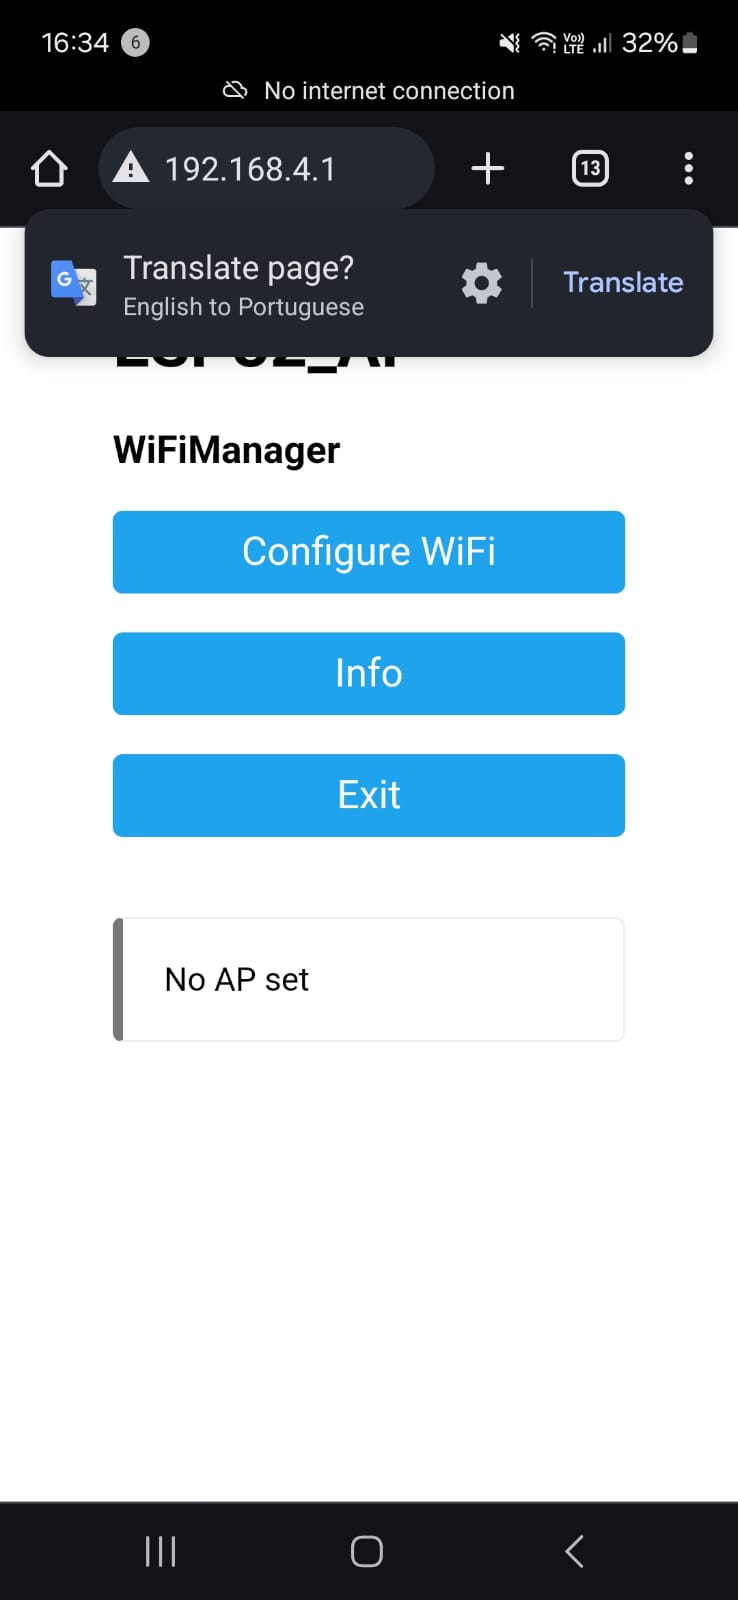 16:34 6 Vo)) LTE 32%
No internet connection
192.168.4.1 13
Translate page?
English to Portuguese
Translate
WiFiManager
Configure WiFi
Info
Exit
No AP set